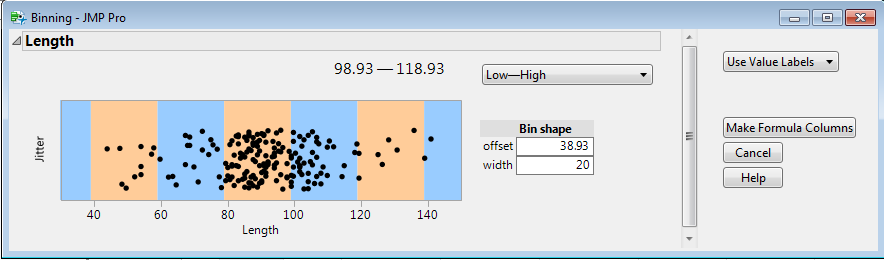 Binning - JMP Pro
Length
98.93 — 118.93
Low—High
Use Value Labels
Bin shape
offset 38.93
width 20
Make Formula Columns
Cancel
Help
Jitter
40 60 80 100 120 140
Length